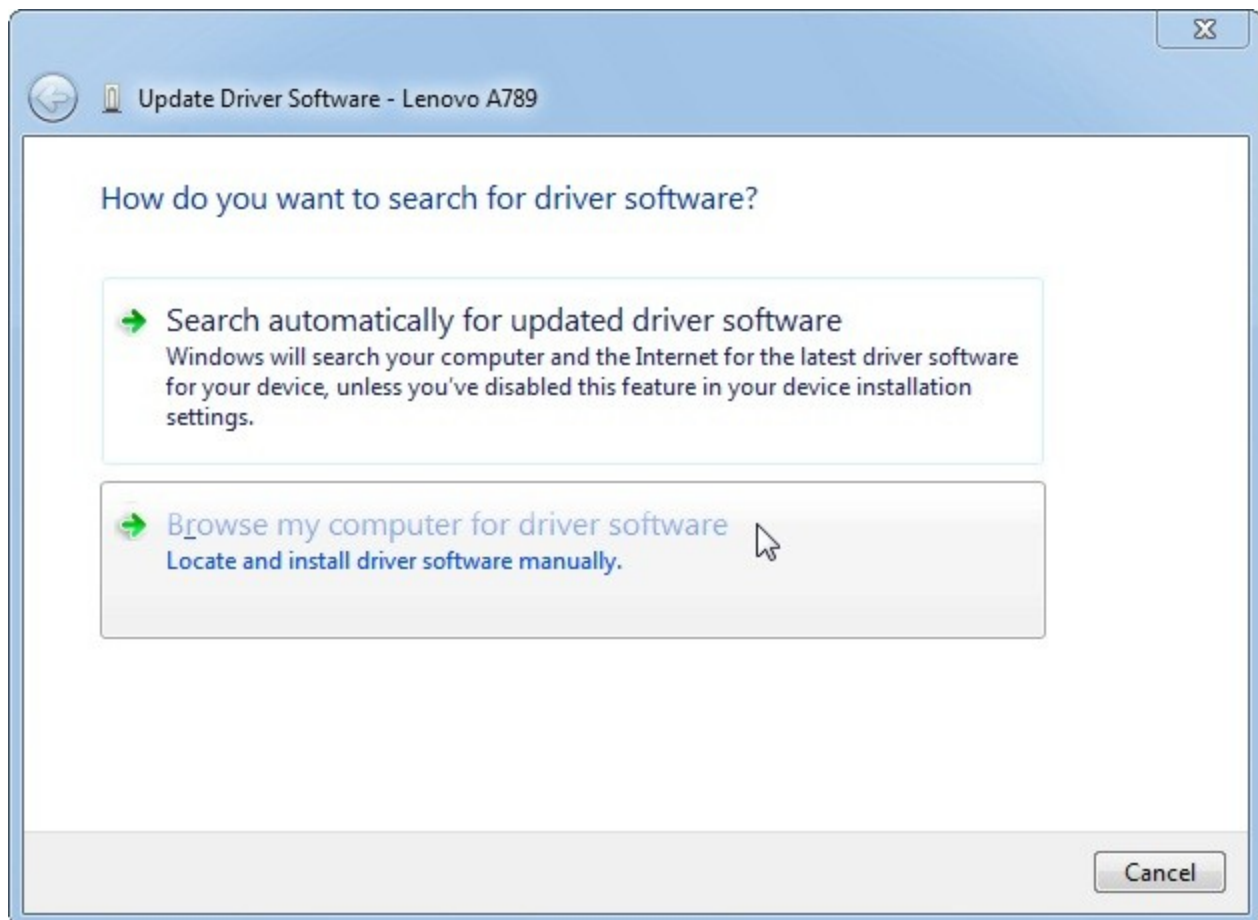 Update Driver Software - Lenovo A789
How do you want to search for driver software?
Search automatically for updated driver software
Windows will search your computer and the Internet for the latest driver software
for your device, unless you've disabled this feature in your device installation
settings.
Browse my computer for driver software
Locate and install driver software manually.
Cancel